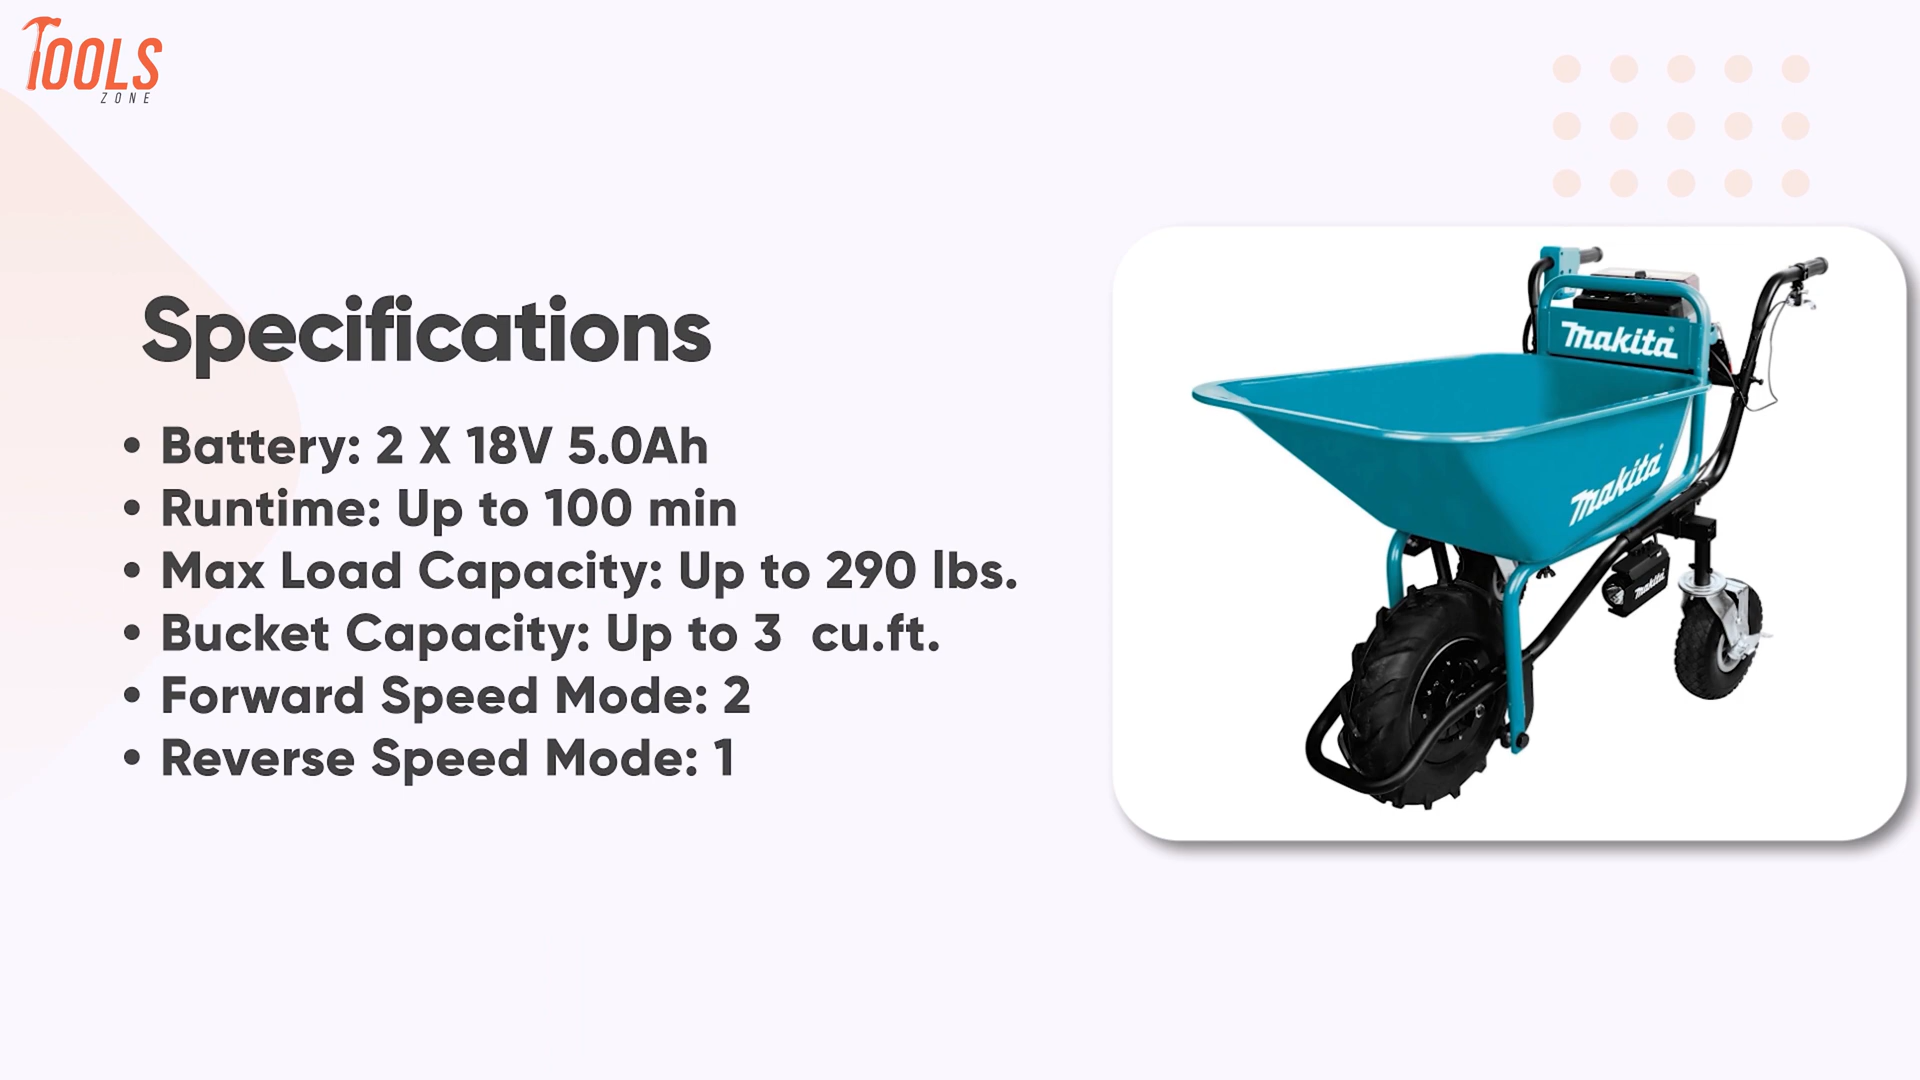 TOOLS
ZONE
Specifications
• Battery: 2 X 18V 5.0Ah
• Runtime: Up to 100 min
• Max Load Capacity: Up to 290 lbs.
• Bucket Capacity: Up to 3  cu.ft.
• Forward Speed Mode: 2
• Reverse Speed Mode: 1
makita
makita
makita